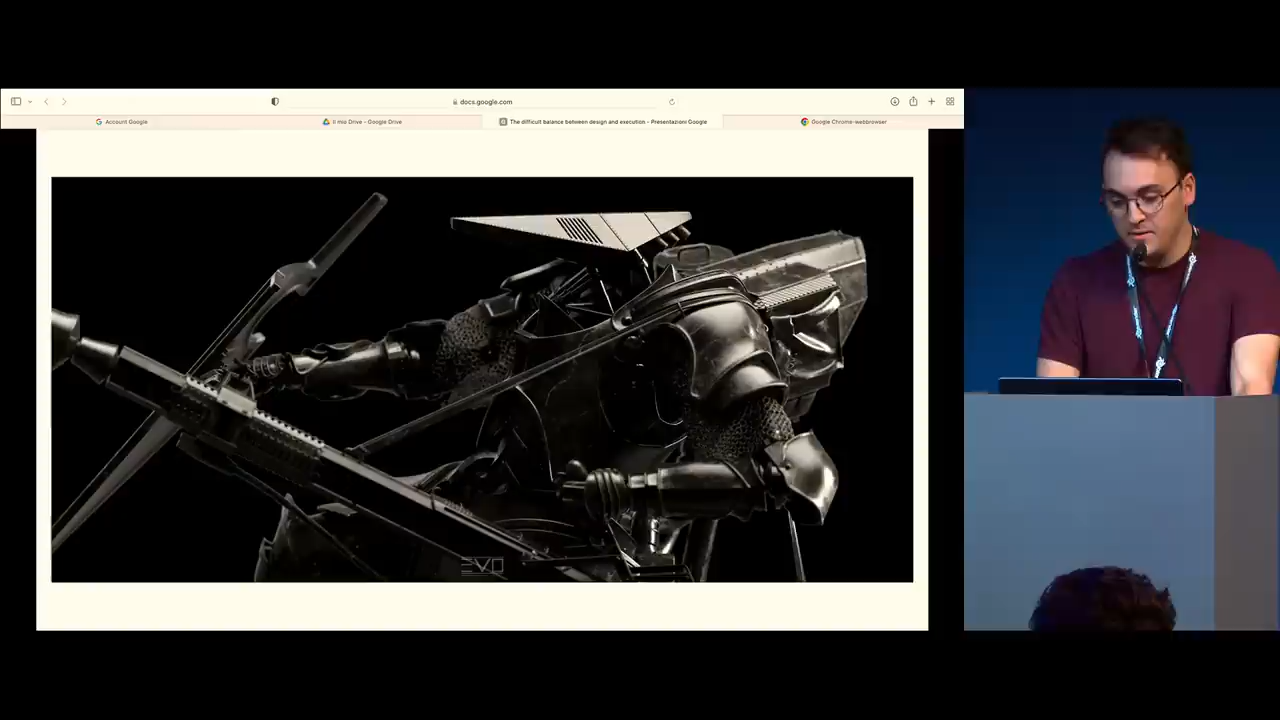 docs.google.com
Account Google
Il mio Drive - Google Drive
The difficult balance between design and execution - Presentazioni Google
Google Chrome-webbrowser
EVO